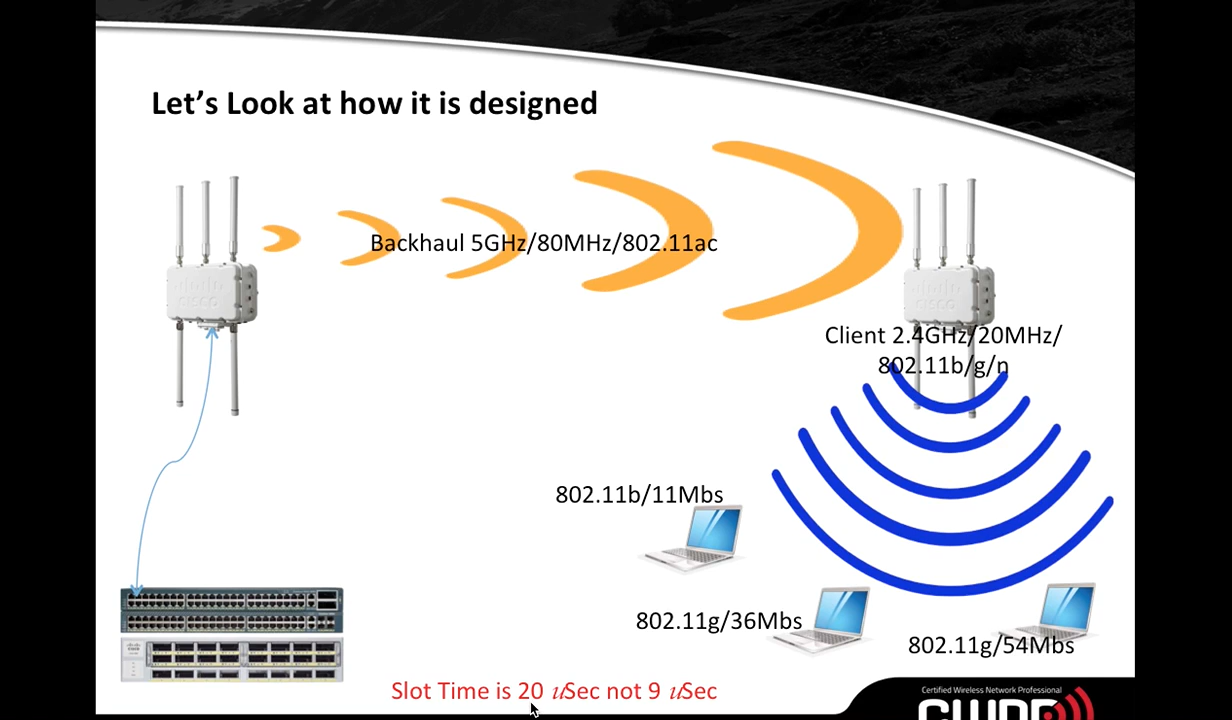 Let’s Look at how it is designed
Backhaul 5GHz/80MHz/802.11ac
Client 2.4GHz/20MHz/
802.11b/g/n
802.11b/11Mbs
802.11g/36Mbs
802.11g/54Mbs
Slot Time is 20 uSec not 9 uSec
Certified Wireless Network Professional